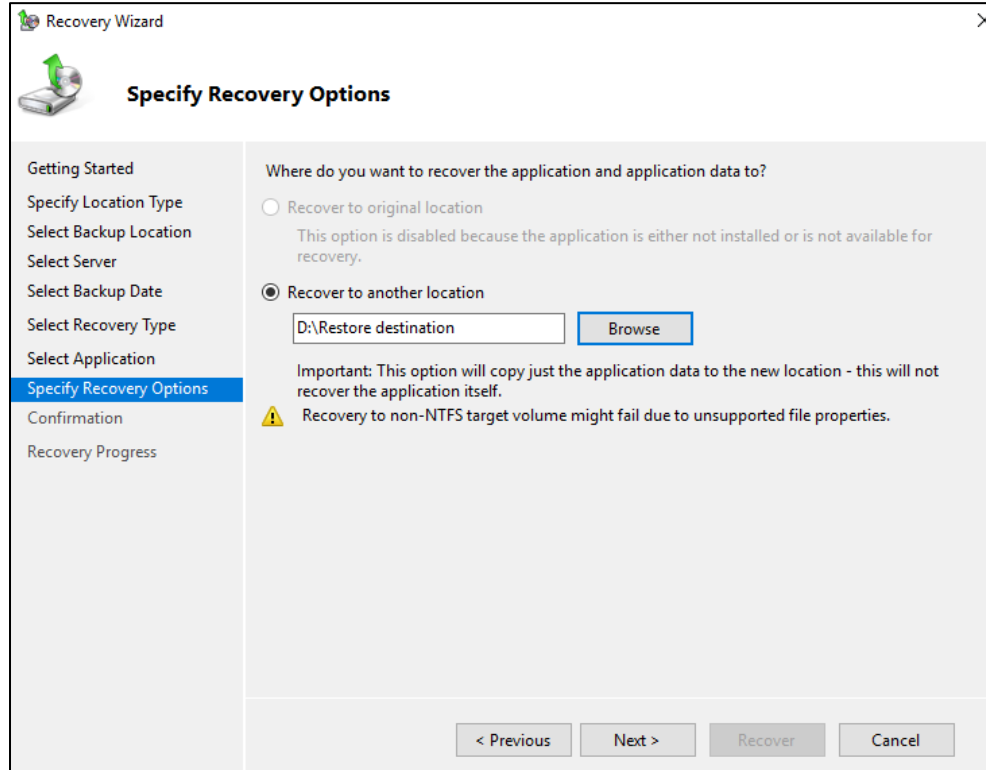 Recovery Wizard
Specify Recovery Options
Getting Started
Specify Location Type
Select Backup Location
Select Server
Select Backup Date
Select Recovery Type
Select Application
Specify Recovery Options
Confirmation
Recovery Progress
Where do you want to recover the application and application data to?
Recover to original location
This option is disabled because the application is either not installed or is not available for
recovery.
Recover to another location
D:\Restore destination
Browse
Important: This option will copy just the application data to the new location - this will not
recover the application itself.
Recovery to non-NTFS target volume might fail due to unsupported file properties.
< Previous
Next >
Recover
Cancel